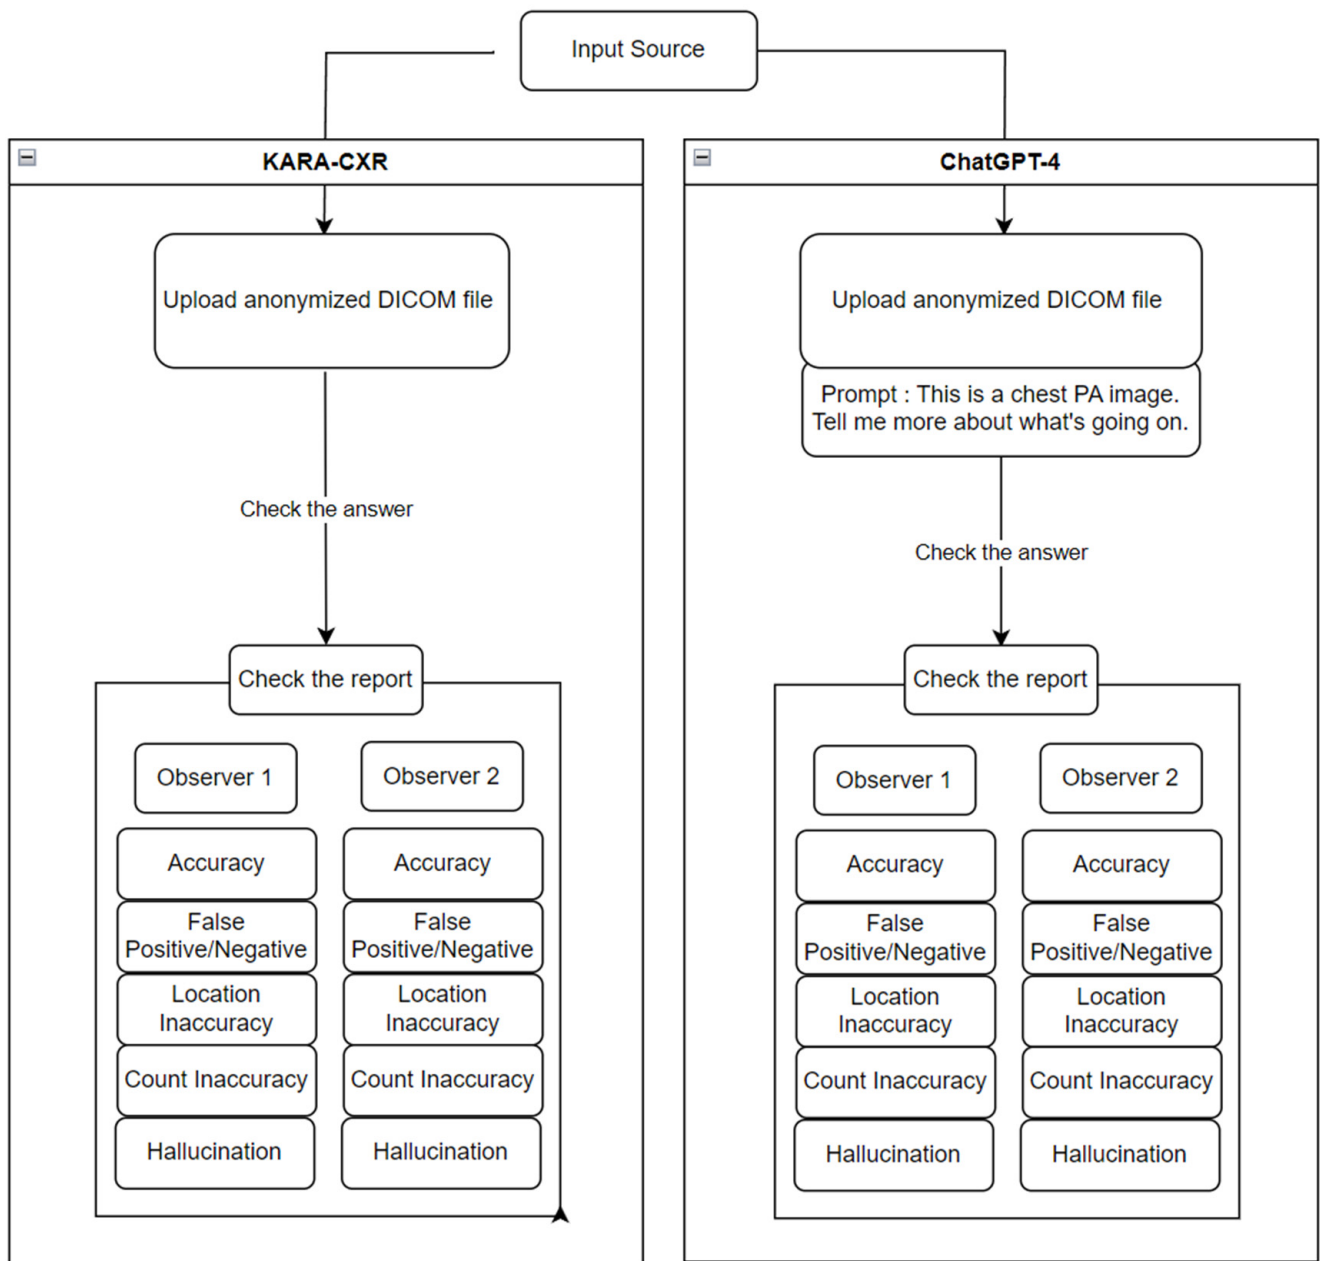 Input Source
KARA-CXR
Upload anonymized DICOM file
Check the answer
Check the report
Observer 1
Observer 2
Accuracy
Accuracy
False
Positive/Negative
False
Positive/Negative
Location
Inaccuracy
Location
Inaccuracy
Count Inaccuracy
Count Inaccuracy
Hallucination
Hallucination
ChatGPT-4
Upload anonymized DICOM file
Prompt : This is a chest PA image.
Tell me more about what's going on.
Check the answer
Check the report
Observer 1
Observer 2
Accuracy
Accuracy
False
Positive/Negative
False
Positive/Negative
Location
Inaccuracy
Location
Inaccuracy
Count Inaccuracy
Count Inaccuracy
Hallucination
Hallucination